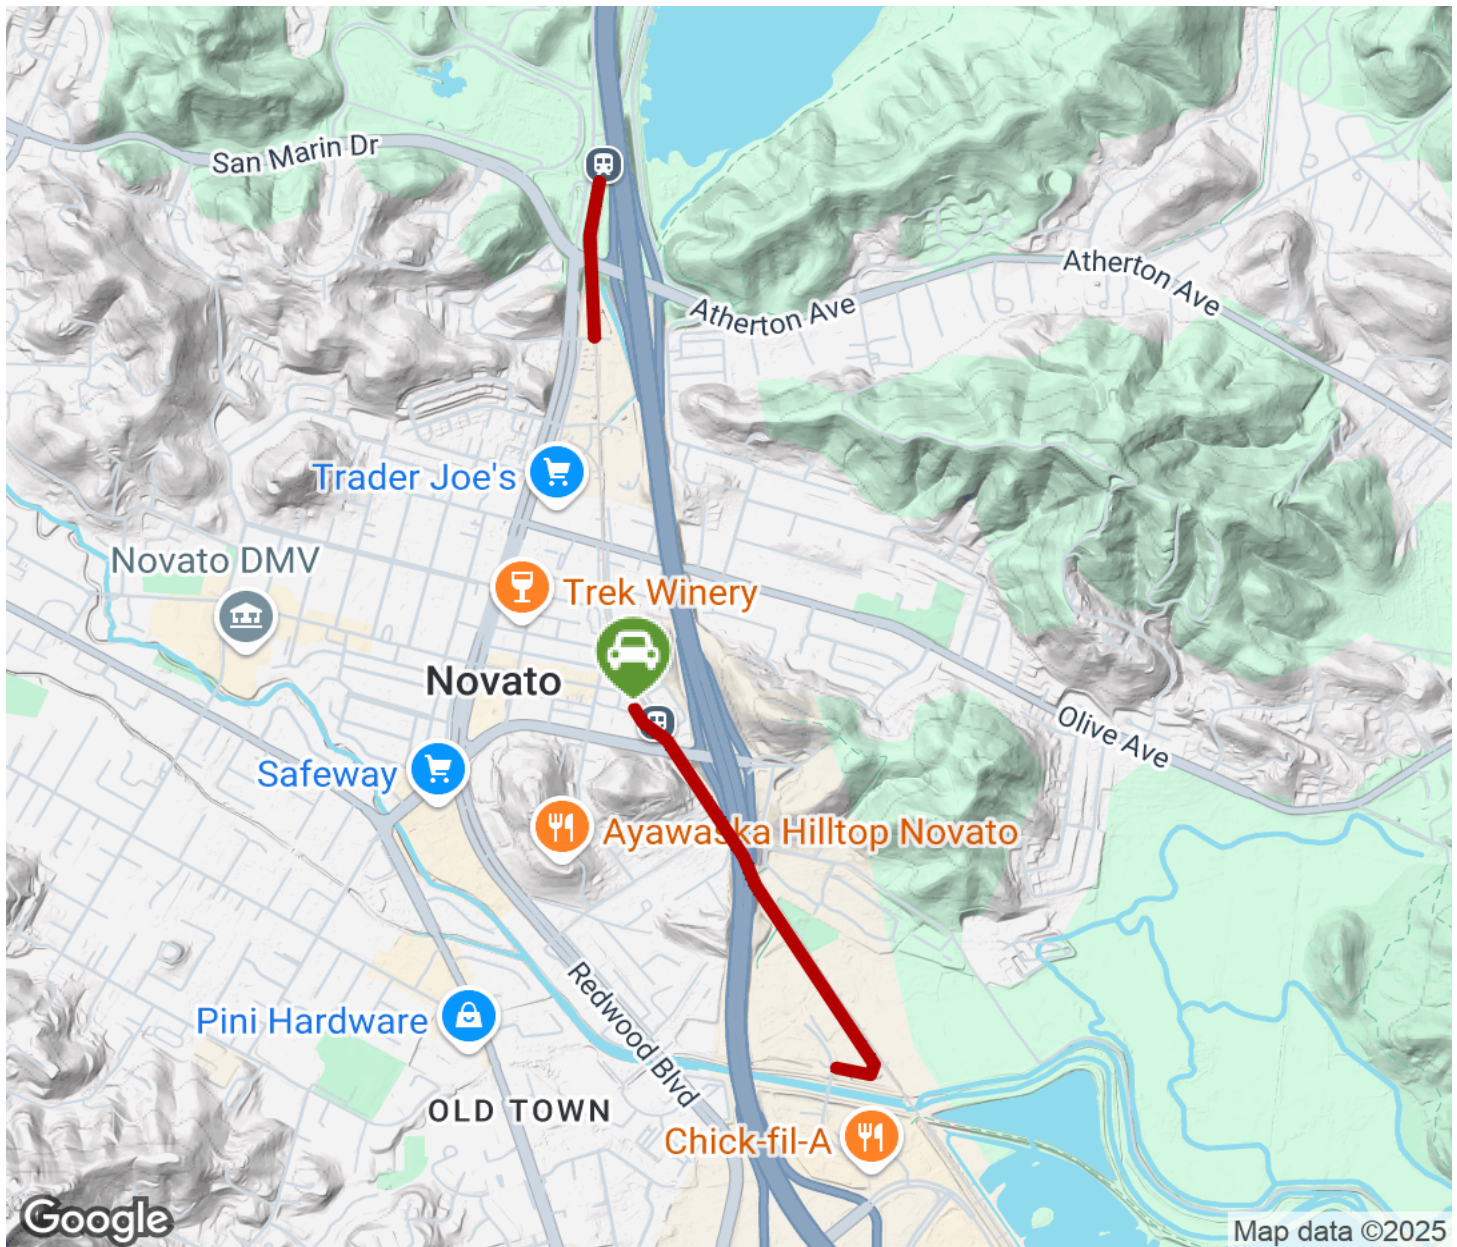 San Marin Dr
Atherton Ave
Atherton Ave
Trader Joe's
Novato DMV
Trek Winery
Novato
Olive Ave
Safeway
Ayawaska Hilltop Novato
Redwood Blvd
Pini Hardware
OLD TOWN
Chick-fil-A
Google
Map data ©2025